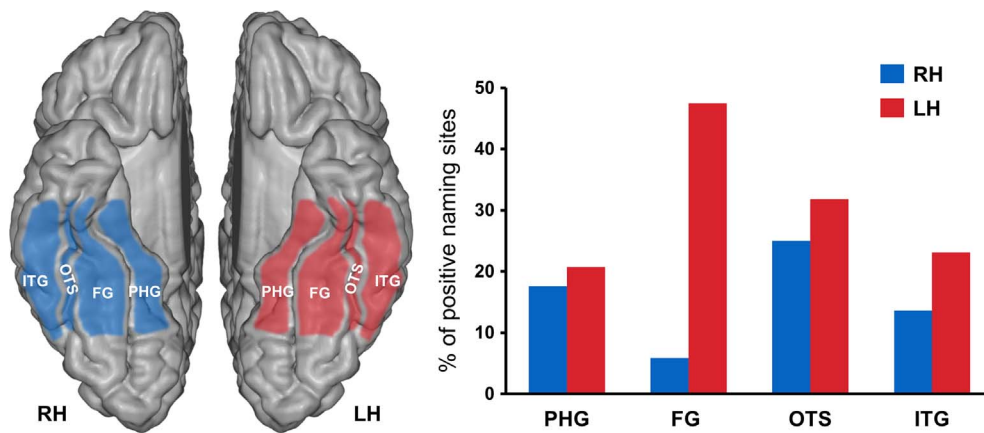 ITG
OTS
FG
PHG
RH
PHG
FG
OTS
ITG
LH
% of positive naming sites
50
40
30
20
10
0
PHG
FG
OTS
ITG
RH
LH